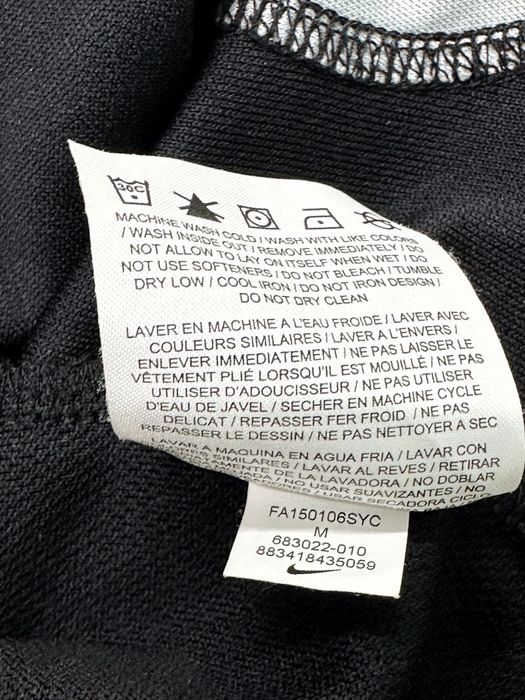 30C
MACHINE WASH COLD / WASH WITH LIKE COLORS
/ WASH INSIDE OUT / REMOVE IMMEDIATELY / DO
NOT ALLOW TO LAY ON ITSELF WHEN WET / DO
NOT USE SOFTENERS / DO NOT BLEACH / TUMBLE
DRY LOW / COOL IRON / DO NOT IRON DESIGN /
DO NOT DRY CLEAN
LAVER EN MACHINE A L'EAU FROIDE / LAVER AVEC
COULEURS SIMILAIRES / LAVER A L'ENVERS /
ENLEVER IMMEDIATEMENT / NE PAS LAISSER LE
VÊTEMENT PLIÉ LORSQU'IL EST MOUILLÉ / NE PAS
UTILISER D'ADOUCISSEUR / NE PAS UTILISER
D'EAU DE JAVEL / SECHER EN MACHINE CYCLE
DELICAT / REPASSER FER FROID / NE PAS
REPASSER LE DESSIN / NE PAS NETTOYER A SEC
LAVAR A MAQUINA EN AGUA FRIA / LAVAR CON
SIMILARES / LAVAR AL REVES / RETIRAR
DE LA LAVADORA / NO DOBLAR
/ NO USAR SUAVIZANTES / NO
USAR SECADORA CICLO
FA150106SYC
M
683022-010
883418435059